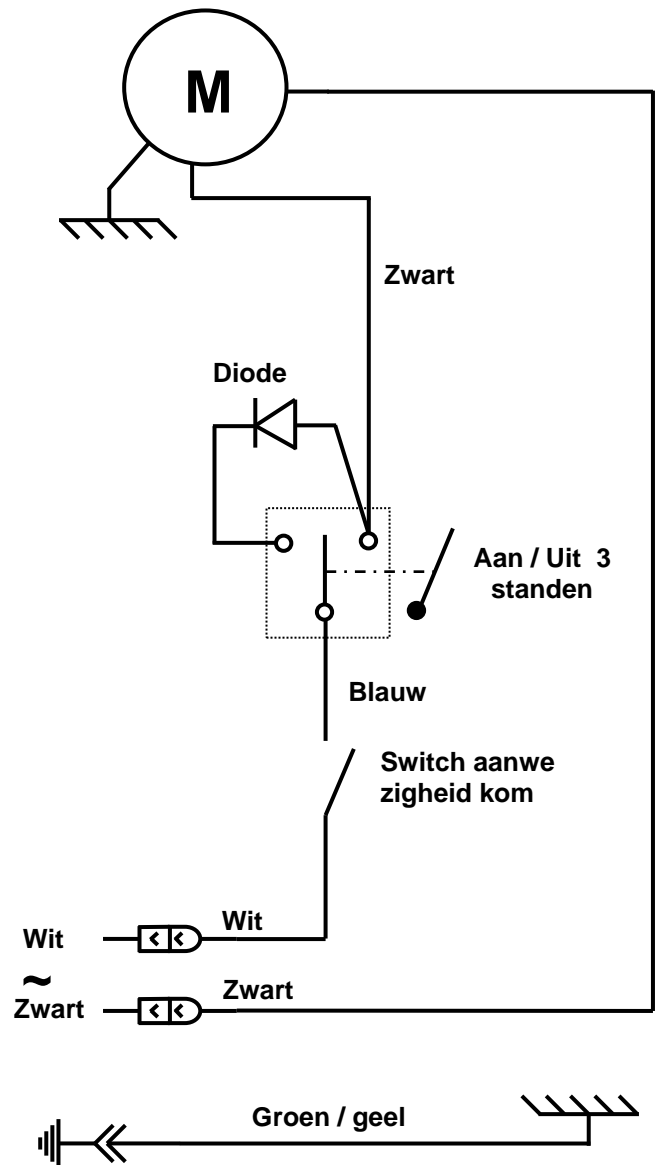 M
Zwart
Diode
Aan / Uit 3
standen
Blauw
Switch aanwe
zigheid kom
Wit
Wit
~
Zwart
Zwart
Groen / geel